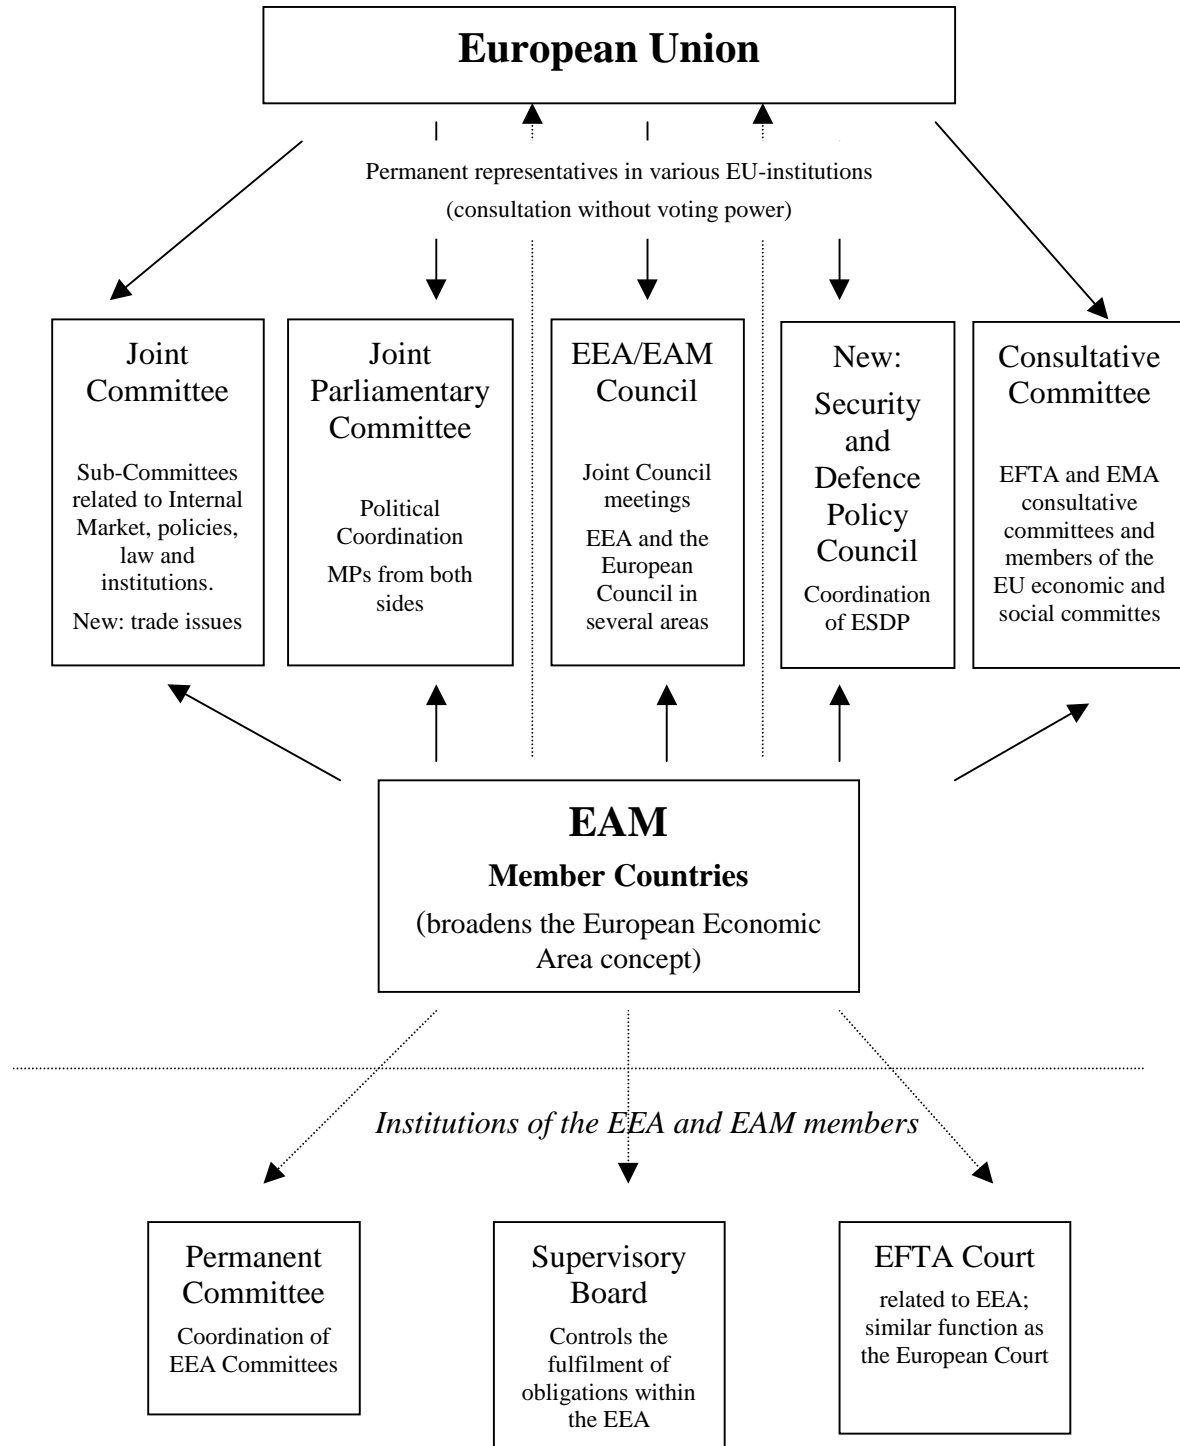 European Union
Permanent representatives in various EU-institutions
(consultation without voting power)
Joint
Committee
Sub-Committees
related to Internal
Market, policies,
law and
institutions.
New: trade issues
Joint
Parliamentary
Committee
Political
Coordination
MPs from both
sides
EEA/EAM
Council
Joint Council
meetings
EEA and the
European
Council in
several areas
New:
Security
and
Defence
Policy
Council
Coordination
of ESDP
Consultative
Committee
EFTA and EMA
consultative
committees and
members of the
EU economic and
social committes
EAM
Member Countries
(broadens the European Economic
Area concept)
Institutions of the EEA and EAM members
Permanent
Committee
Coordination of
EEA Committees
Supervisory
Board
Controls the
fulfilment of
obligations within
the EEA
EFTA Court
related to EEA;
similar function as
the European Court